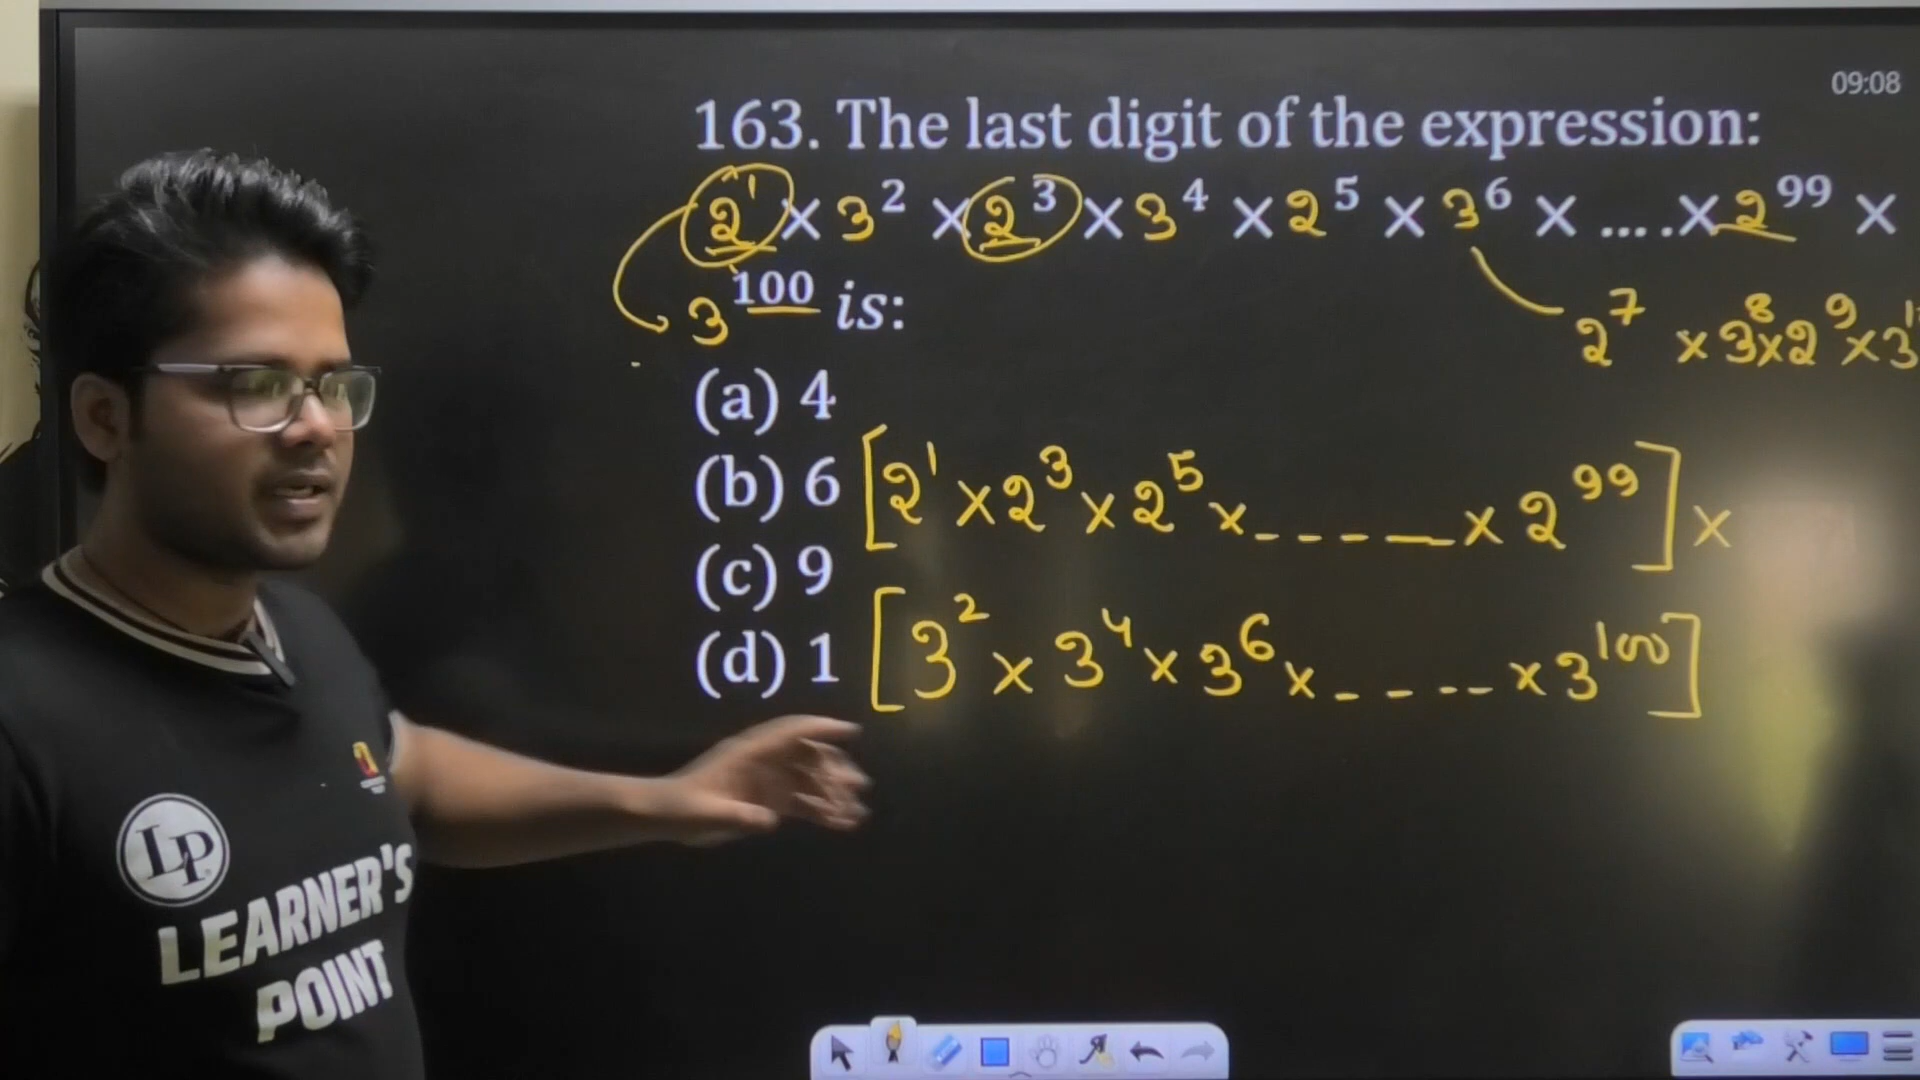 09:08
163. The last digit of the expression:
2¹ × 3² × 2³ × 3⁴ × 2⁵ × 3⁶ × ....× 2⁹⁹ ×
3¹⁰⁰ is:
2⁷ × 3⁸ × 2⁹ × 3
(a) 4
(b) 6
[2¹ × 2³ × 2⁵ × ----- × 2⁹⁹] ×
(c) 9
(d) 1
[3² × 3⁴ × 3⁶ × ----- × 3¹⁰⁰]
LP
LEARNER'S
POINT